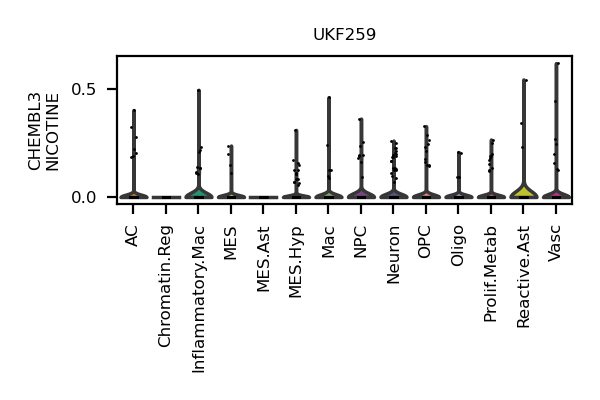 UKF259
CHEMBL3
NICOTINE
0.5
0.0
AC
Chromatin.Reg
Inflammatory.Mac
MES
MES.Ast
MES.Hyp
Mac
NPC
Neuron
OPC
Oligo
Prolif.Metab
Reactive.Ast
Vasc